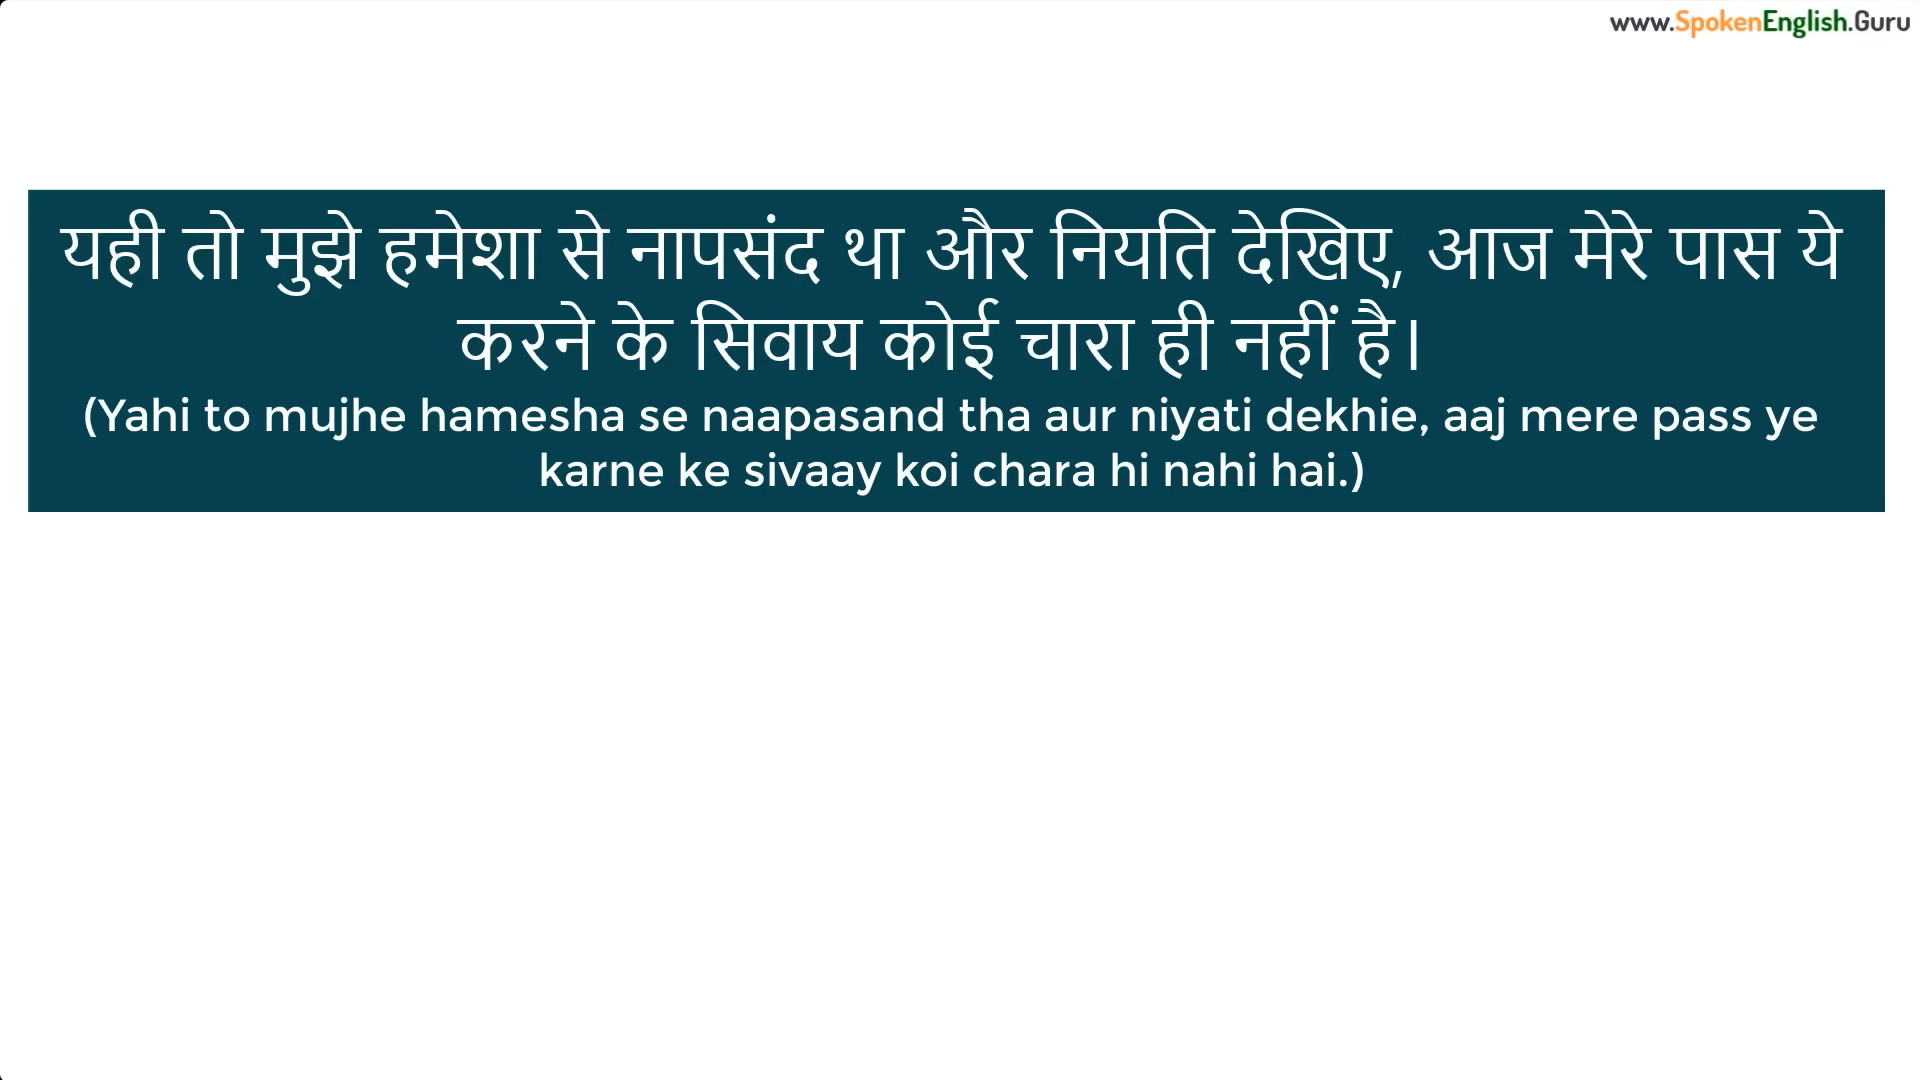 www.SpokenEnglish.Guru
यही तो मुझे हमेशा से नापसंद था और नियति देखिए, आज मेरे पास ये
करने के सिवाय कोई चारा ही नहीं है।
(Yahi to mujhe hamesha se naapasand tha aur niyati dekhie, aaj mere pass ye
karne ke sivaay koi chara hi nahi hai.)